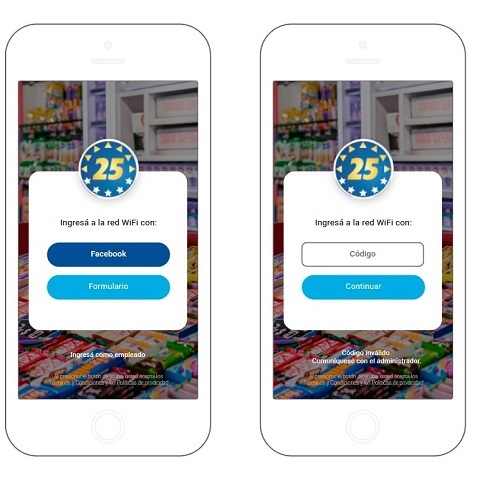 25
Ingresá a la red WiFi con:
Facebook
Formulario
Ingresá como empleado
Al presionar el botón de acceso usted acepta los
Términos y Condiciones y las Políticas de privacidad
25
Ingresá a la red WiFi con:
Código
Continuar
Código inválido.
Comuníquese con el administrador.
Al presionar el botón de acceso usted acepta los
Términos y Condiciones y las Políticas de privacidad